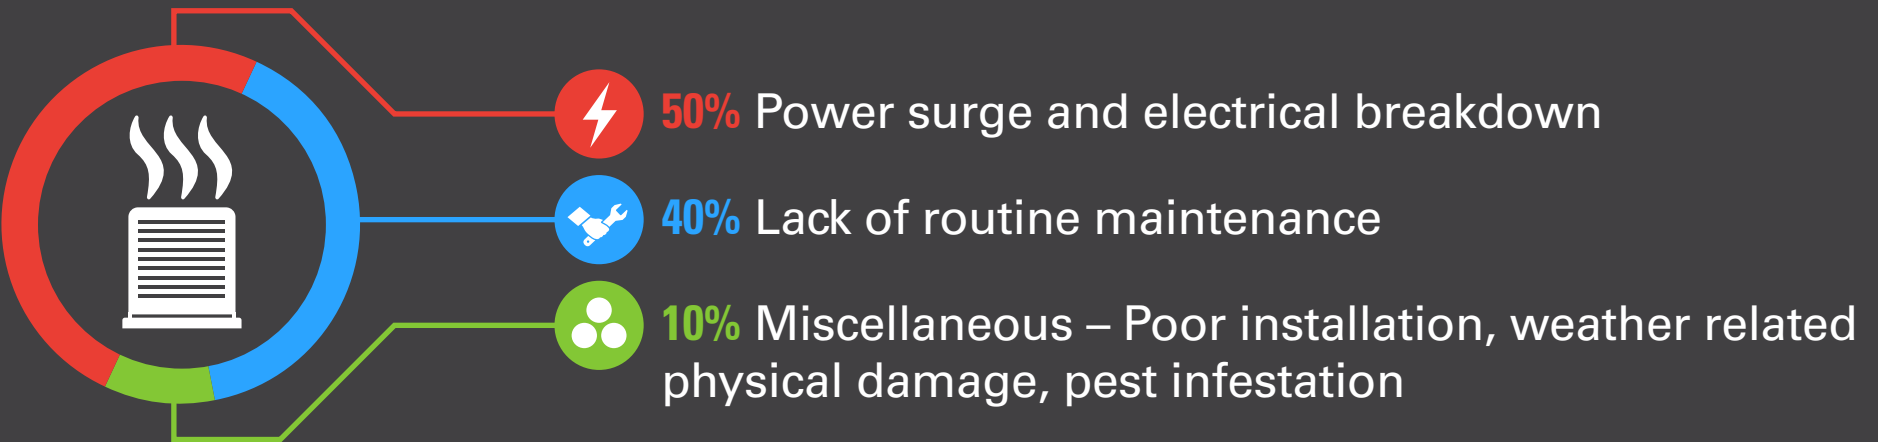 50% Power surge and electrical breakdown
40% Lack of routine maintenance
10% Miscellaneous – Poor installation, weather related
physical damage, pest infestation